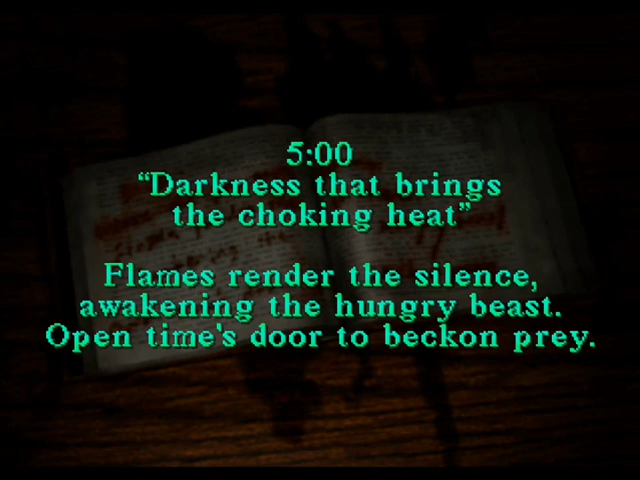 5:00
“Darkness that brings
the choking heat”
Flames render the silence,
awakening the hungry beast.
Open time's door to beckon prey.